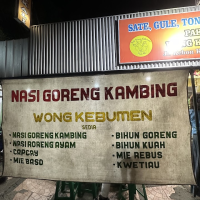 SATE, GULE, TON
NASI GORENG KAMBING
WONG KEBUMEN
SEDIA
• NASI GORENG KAMBING
• NASI GORENG AYAM
• CAPCAY
• MIE BASO
• BIHUN GORENG
• BIHUN KUAH
• MIE REBUS
• KWETIAU